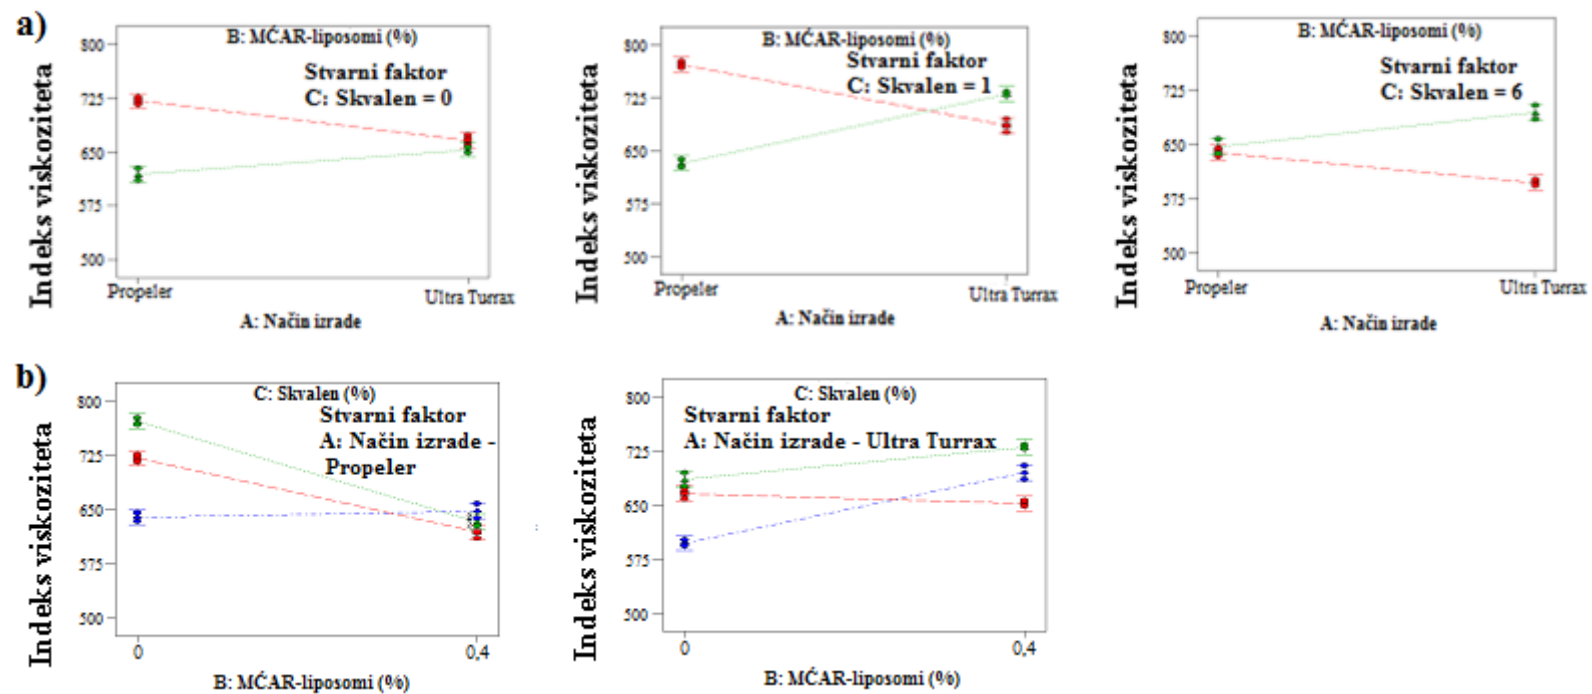 a)
B: MĆAR-liposomi (%)
Stvarni faktor
C: Skvalen = 0
Indeks viskoziteta
800
725
650
575
500
Propeler
Ultra Turrax
A: Način izrade
B: MĆAR-liposomi (%)
Stvarni faktor
C: Skvalen = 1
Indeks viskoziteta
800
725
650
575
500
Propeler
Ultra Turrax
A: Način izrade
B: MĆAR-liposomi (%)
Stvarni faktor
C: Skvalen = 6
Indeks viskoziteta
800
725
650
575
500
Propeler
Ultra Turrax
A: Način izrade
b)
C: Skvalen (%)
Stvarni faktor
A: Način izrade -
Propeler
Indeks viskoziteta
800
725
650
575
500
0
0,4
B: MĆAR-liposomi (%)
C: Skvalen (%)
Stvarni faktor
A: Način izrade - Ultra Turrax
Indeks viskoziteta
800
725
650
575
500
0
0,4
B: MĆAR-liposomi (%)